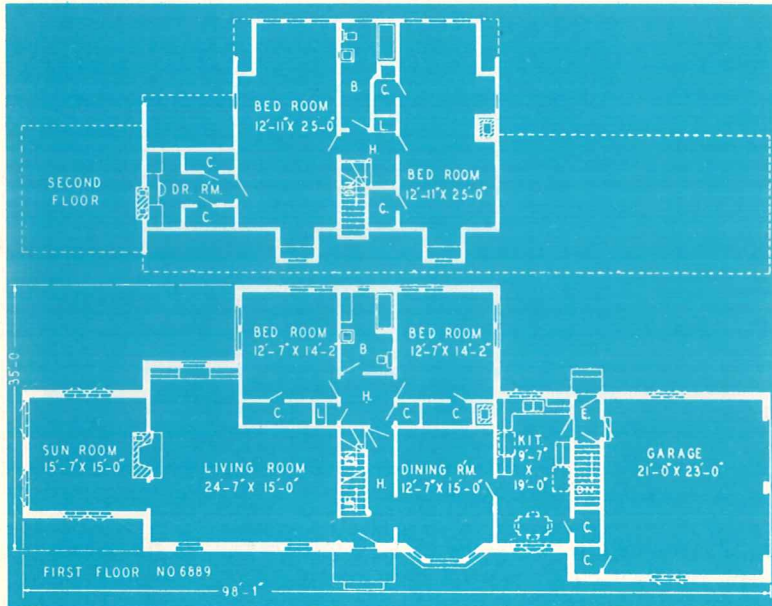 BED ROOM
12'-11" X 25'-0"
B.
C.
L.
H.
BED ROOM
12'-11" X 25'-0"
SECOND
FLOOR
C.
DR. R'M.
C.
DN
C.
BED ROOM
12'-7" X 14'-2"
B.
BED ROOM
12'-7" X 14'-2"
35'-0
C.
L.
H.
C.
C.
E.
SUN ROOM
15'-7" X 15'-0"
LIVING ROOM
24'-7" X 15'-0"
DN
UP
H.
DINING R'M.
12'-7" X 15'-0"
KIT.
9'-7"
X
19'-0"
DN
GARAGE
21'-0" X 23'-0"
C.
C.
FIRST FLOOR NO 6889
98'-1"